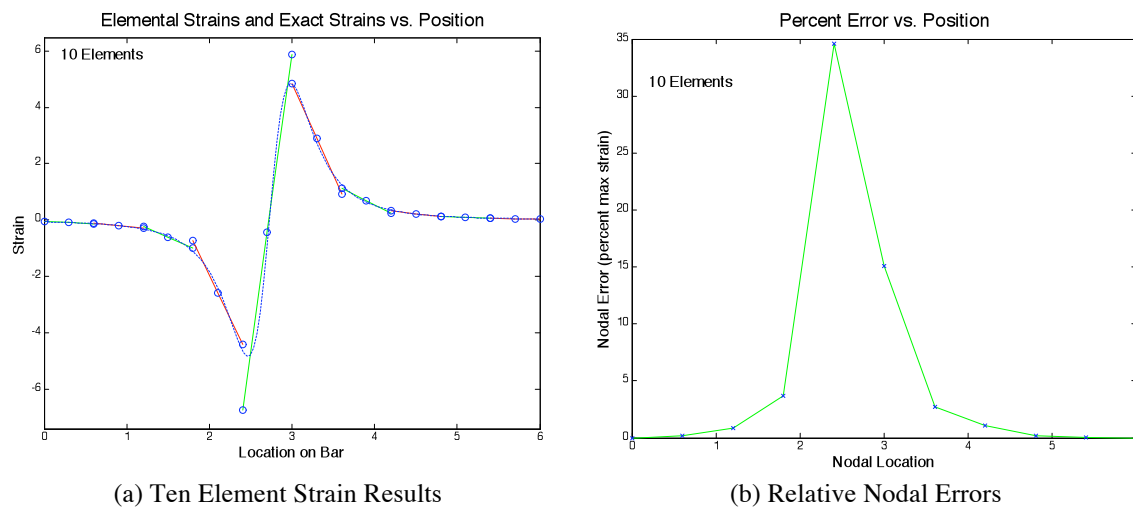 Elemental Strains and Exact Strains vs. Position
10 Elements
6
4
2
0
-2
-4
-6
Strain
0 1 2 3 4 5 6
Location on Bar
(a) Ten Element Strain Results
Percent Error vs. Position
10 Elements
35
30
25
20
15
10
5
0
Nodal Error (percent max strain)
0 1 2 3 4 5
Nodal Location
(b) Relative Nodal Errors